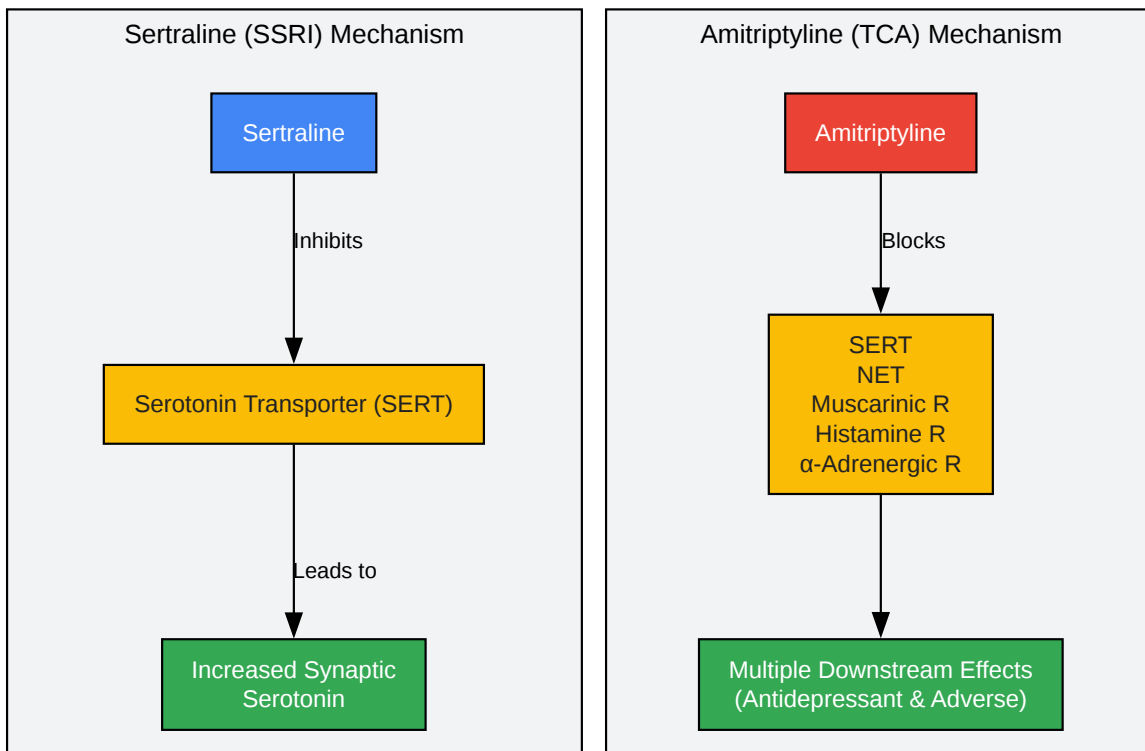 Sertraline (SSRI) Mechanism
Sertraline
Inhibits
Serotonin Transporter (SERT)
Leads to
Increased Synaptic
Serotonin
Amitriptyline (TCA) Mechanism
Amitriptyline
Blocks
SERT
NET
Muscarinic R
Histamine R
α-Adrenergic R
Multiple Downstream Effects
(Antidepressant & Adverse)